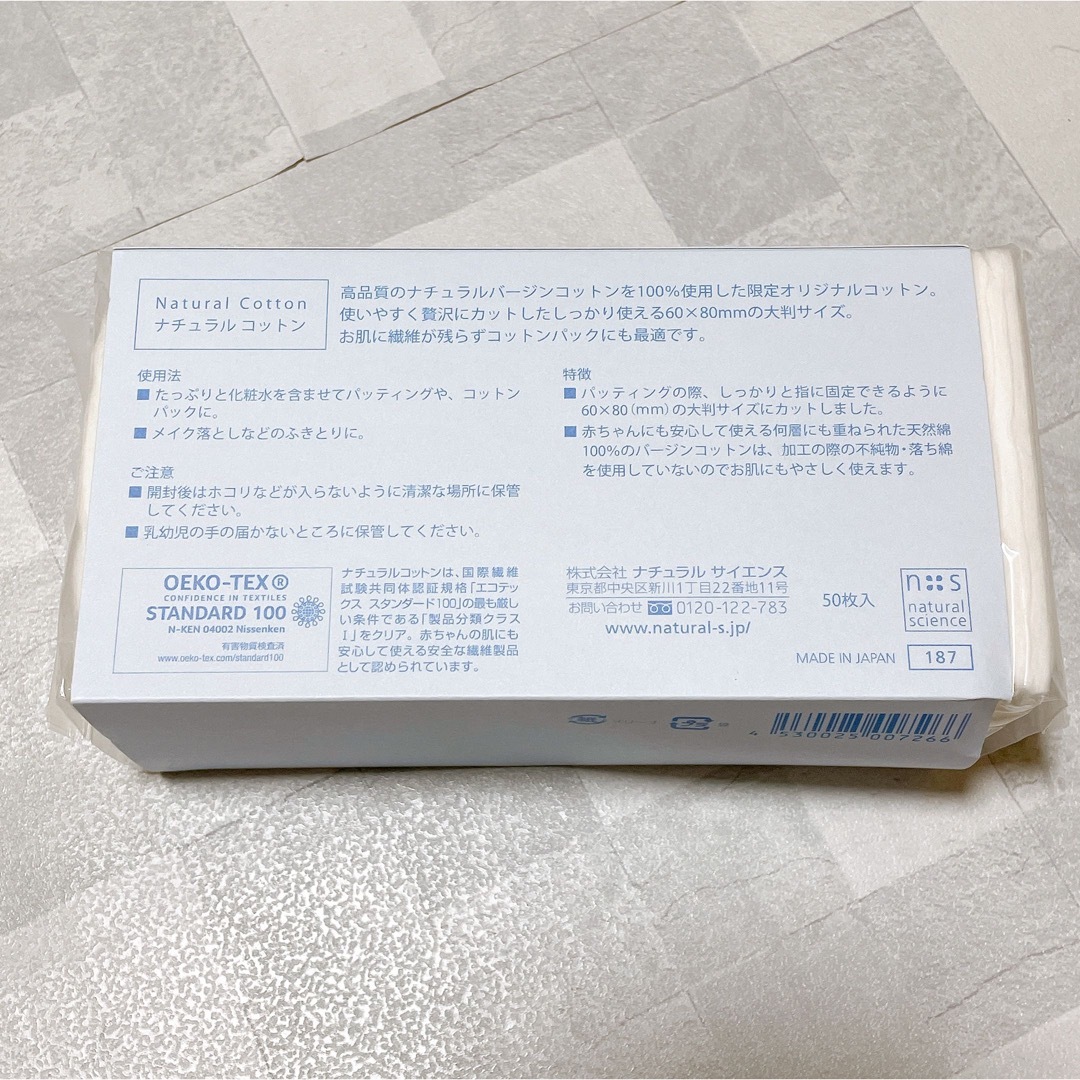 Natural Cotton
ナチュラル コットン
高品質のナチュラルバージンコットンを100%使用した限定オリジナルコットン。
使いやすく贅沢にカットしたしっかり使える60×80mmの大判サイズ。
お肌に繊維が残らずコットンパックにも最適です。
使用法
■ たっぷりと化粧水を含ませてパッティングや、コットン
パックに。
■ メイク落としなどのふきとりに。
ご注意
■ 開封後はホコリなどが入らないように清潔な場所に保管
してください。
■ 乳幼児の手の届かないところに保管してください。
特徴
■ パッティングの際、しっかりと指に固定できるように
60×80(mm)の大判サイズにカットしました。
■ 赤ちゃんにも安心して使える何層にも重ねられた天然綿
100%のバージンコットンは、加工の際の不純物・落ち綿
を使用していないのでお肌にもやさしく使えます。
OEKO-TEX®
CONFIDENCE IN TEXTILES
STANDARD 100
N-KEN 04002 Nissenken
有害物質検査済
www.oeko-tex.com/standard100
ナチュラルコットンは、国際繊維
試験共同体認証規格「エコテッ
クス スタンダード100」の最も厳し
い条件である「製品分類クラス
I」をクリア。赤ちゃんの肌にも
安心して使える安全な繊維製品
として認められています。
株式会社 ナチュラル サイエンス
東京都中央区新川1丁目22番地11号
お問い合わせ 0120-122-783
www.natural-s.jp/
50枚入
n s
natural
science
MADE IN JAPAN
187
紙
プラ
袋
4 530025 007266